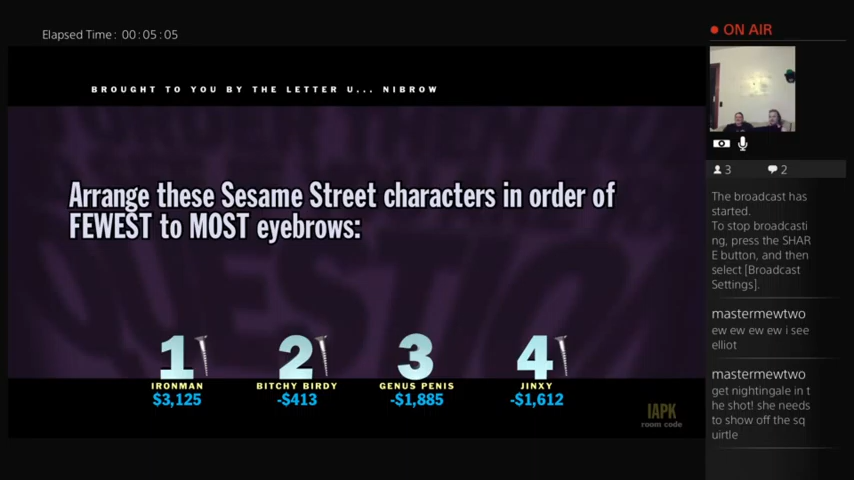 Elapsed Time: 00:05:05
ON AIR
BROUGHT TO YOU BY THE LETTER U... NIBROW
Arrange these Sesame Street characters in order of
FEWEST to MOST eyebrows:
1
2
3
4
IRONMAN
BITCHY BIRDY
GENUS PENIS
JINXY
$3,125
-$413
-$1,885
-$1,612
IAPK
room code
3
2
The broadcast has
started.
To stop broadcasti
ng, press the SHAR
E button, and then
select [Broadcast
Settings].
mastermewtwo
ew ew ew ew i see
elliot
mastermewtwo
get nightingale in t
he shot! she needs
to show off the sq
uirtle